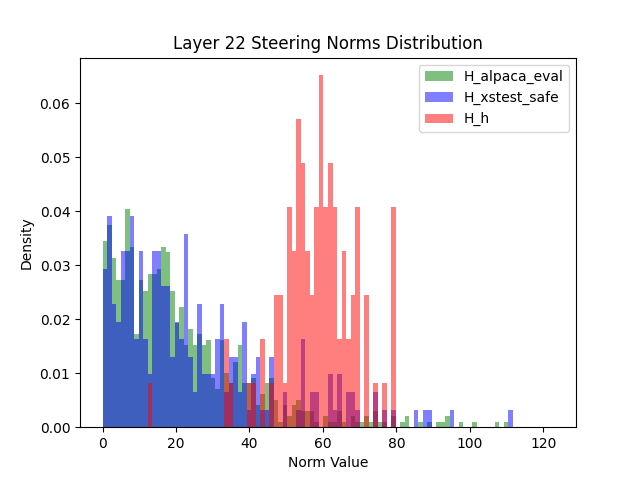 Layer 22 Steering Norms Distribution
H_alpaca_eval
H_xstest_safe
H_h
Density
0.06
0.05
0.04
0.03
0.02
0.01
0.00
0 20 40 60 80 100 120
Norm Value